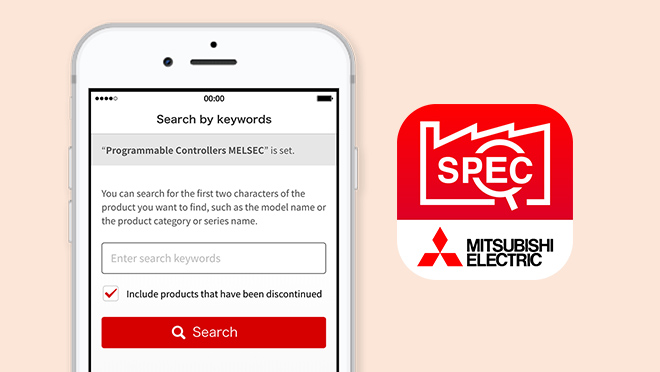 00:00
Search by keywords
“Programmable Controllers MELSEC” is set.
You can search for the first two characters of the
product you want to find, such as the model name or
the product category or series name.
Enter search keywords
Include products that have been discontinued
Search
SPEC
MITSUBISHI
ELECTRIC